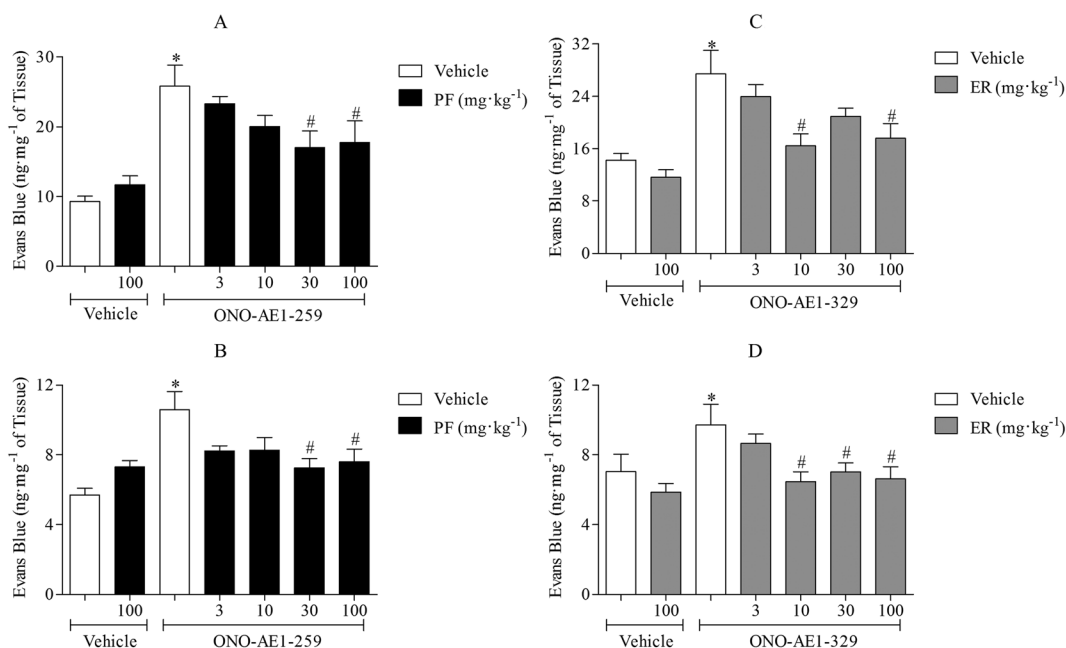 A
Evans Blue (ng·mg⁻¹ of Tissue)
30
20
10
0
*
#
#
Vehicle
PF (mg·kg⁻¹)
100
3
10
30
100
Vehicle
ONO-AE1-259
C
Evans Blue (ng·mg⁻¹ of Tissue)
32
24
16
8
0
*
#
#
Vehicle
ER (mg·kg⁻¹)
100
3
10
30
100
Vehicle
ONO-AE1-329
B
Evans Blue (ng·mg⁻¹ of Tissue)
12
8
4
0
*
#
#
Vehicle
PF (mg·kg⁻¹)
100
3
10
30
100
Vehicle
ONO-AE1-259
D
Evans Blue (ng·mg⁻¹ of Tissue)
12
8
4
0
*
#
#
#
Vehicle
ER (mg·kg⁻¹)
100
3
10
30
100
Vehicle
ONO-AE1-329